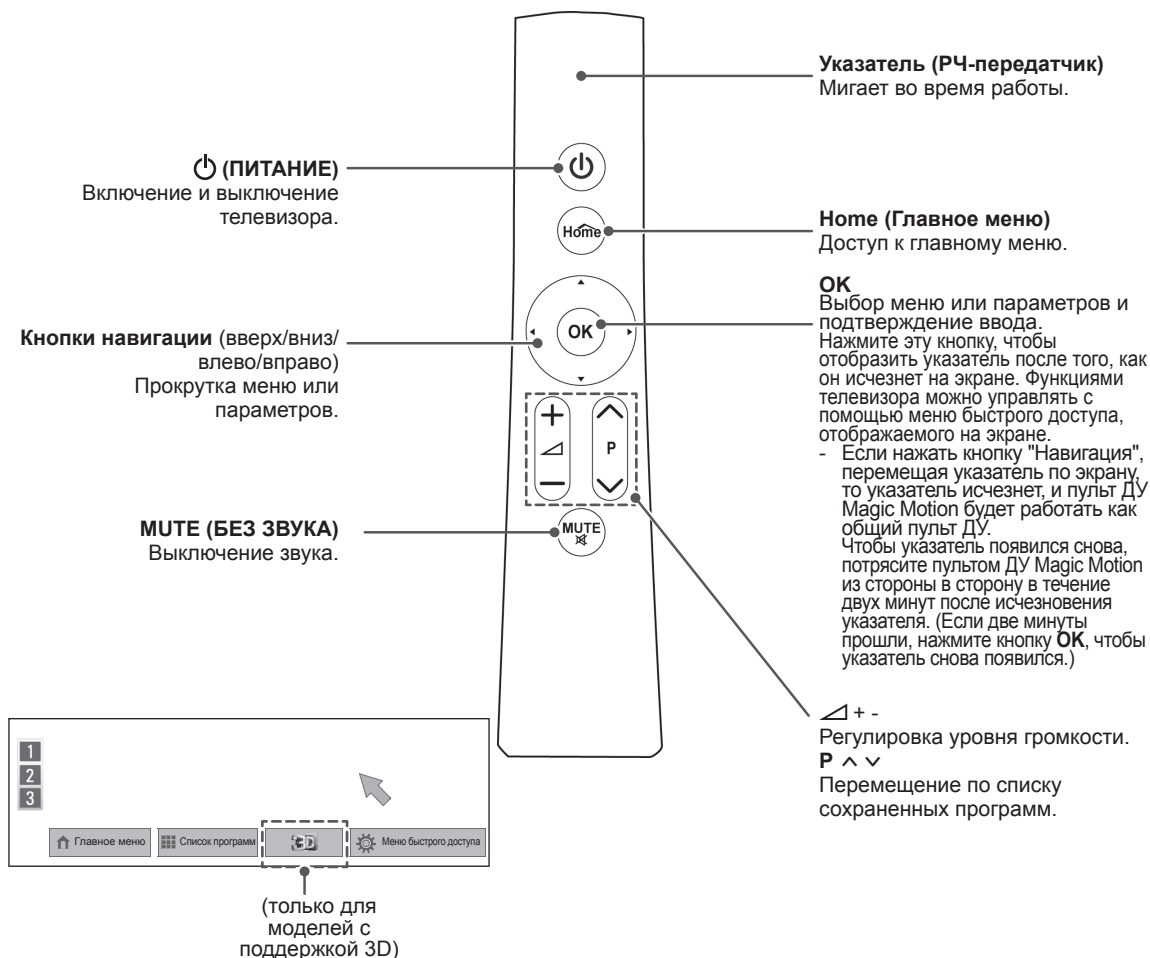 Указатель (РЧ-передатчик)
Мигает во время работы.
(ПИТАНИЕ)
Включение и выключение
телевизора.
Home
Home (Главное меню)
Доступ к главному меню.
OK
Выбор меню или параметров и
подтверждение ввода.
Нажмите эту кнопку, чтобы
отобразить указатель после того, как
он исчезнет на экране. Функциями
телевизора можно управлять с
помощью меню быстрого доступа,
отображаемого на экране.
- Если нажать кнопку "Навигация",
перемещая указатель по экрану,
то указатель исчезнет, и пульт ДУ
Magic Motion будет работать как
общий пульт ДУ.
Чтобы указатель появился снова,
потрясите пультом ДУ Magic Motion
из стороны в сторону в течение
двух минут после исчезновения
указателя. (Если две минуты
прошли, нажмите кнопку OK, чтобы
указатель снова появился.)
Кнопки навигации (вверх/вниз/
влево/вправо)
Прокрутка меню или
параметров.
OK
+
P
−
MUTE (БЕЗ ЗВУКА)
Выключение звука.
MUTE
+ -
Регулировка уровня громкости.
P ^ v
Перемещение по списку
сохраненных программ.
1
2
3
Главное меню
Список программ
3D
Меню быстрого доступа
(только для
моделей с
поддержкой 3D)